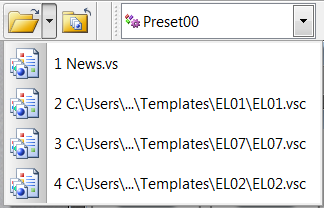 Preset00
1 News.vs
2 C:\Users\...\Templates\EL01\EL01.vsc
3 C:\Users\...\Templates\EL07\EL07.vsc
4 C:\Users\...\Templates\EL02\EL02.vsc